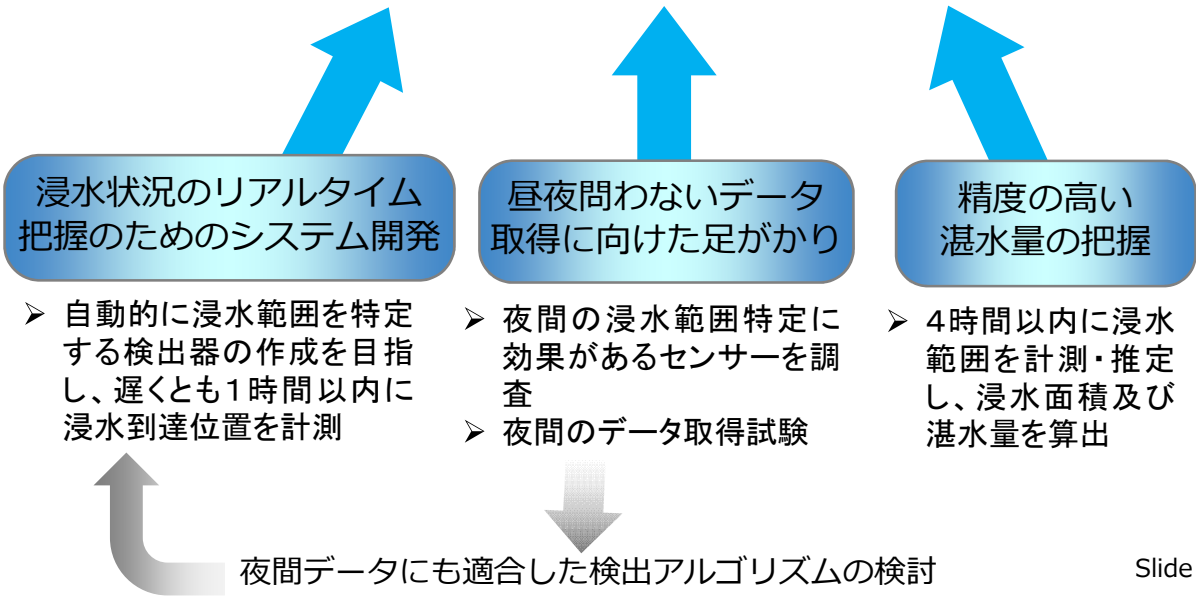 浸水状況のリアルタイム
把握のためのシステム開発
➢ 自動的に浸水範囲を特定
する検出器の作成を目指
し、遅くとも1時間以内に
浸水到達位置を計測
昼夜問わないデータ
取得に向けた足がかり
➢ 夜間の浸水範囲特定に
効果があるセンサーを調
査
➢ 夜間のデータ取得試験
精度の高い
湛水量の把握
➢ 4時間以内に浸水
範囲を計測・推定
し、浸水面積及び
湛水量を算出
夜間データにも適合した検出アルゴリズムの検討
Slide